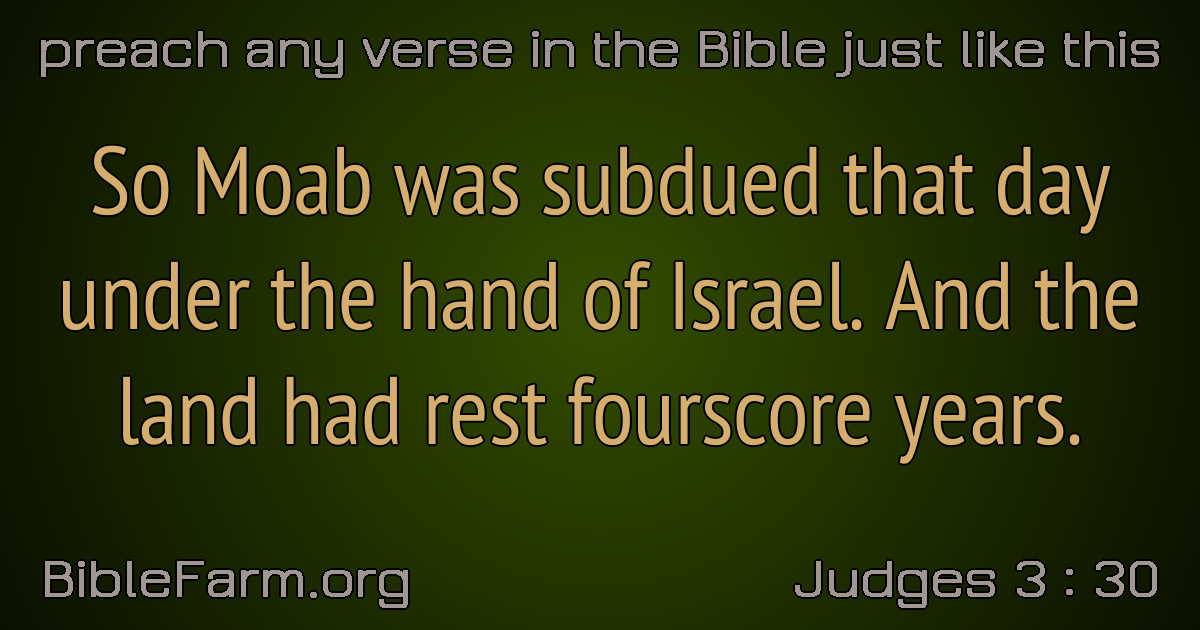 preach any verse in the Bible just like this
So Moab was subdued that day
under the hand of Israel. And the
land had rest fourscore years.
BibleFarm.org
Judges 3 : 30